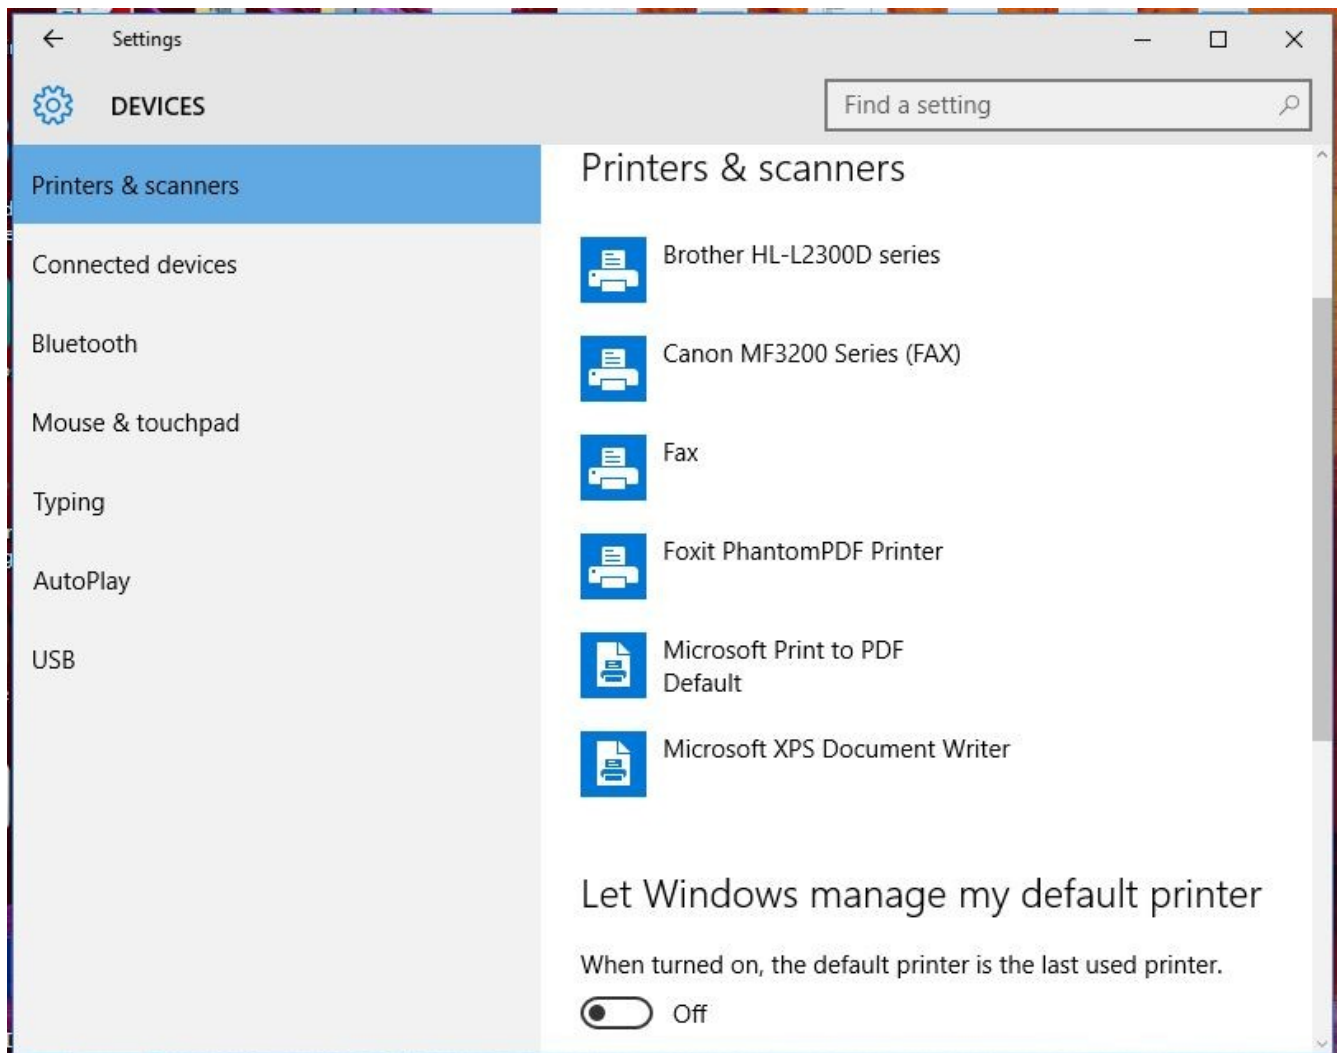 Settings
DEVICES
Find a setting
Printers & scanners
Connected devices
Bluetooth
Mouse & touchpad
Typing
AutoPlay
USB
Printers & scanners
Brother HL-L2300D series
Canon MF3200 Series (FAX)
Fax
Foxit PhantomPDF Printer
Microsoft Print to PDF
Default
Microsoft XPS Document Writer
Let Windows manage my default printer
When turned on, the default printer is the last used printer.
Off